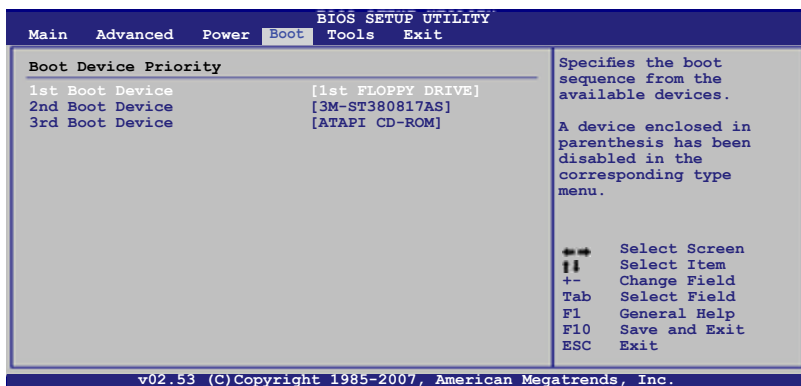 BIOS SETUP UTILITY
Main Advanced Power Boot Tools Exit
Boot Device Priority
1st Boot Device [1st FLOPPY DRIVE]
2nd Boot Device [3M-ST380817AS]
3rd Boot Device [ATAPI CD-ROM]
Specifies the boot
sequence from the
available devices.
A device enclosed in
parenthesis has been
disabled in the
corresponding type
menu.
←→ Select Screen
↑↓ Select Item
+- Change Field
Tab Select Field
F1 General Help
F10 Save and Exit
ESC Exit
v02.53 (C)Copyright 1985-2007, American Megatrends, Inc.